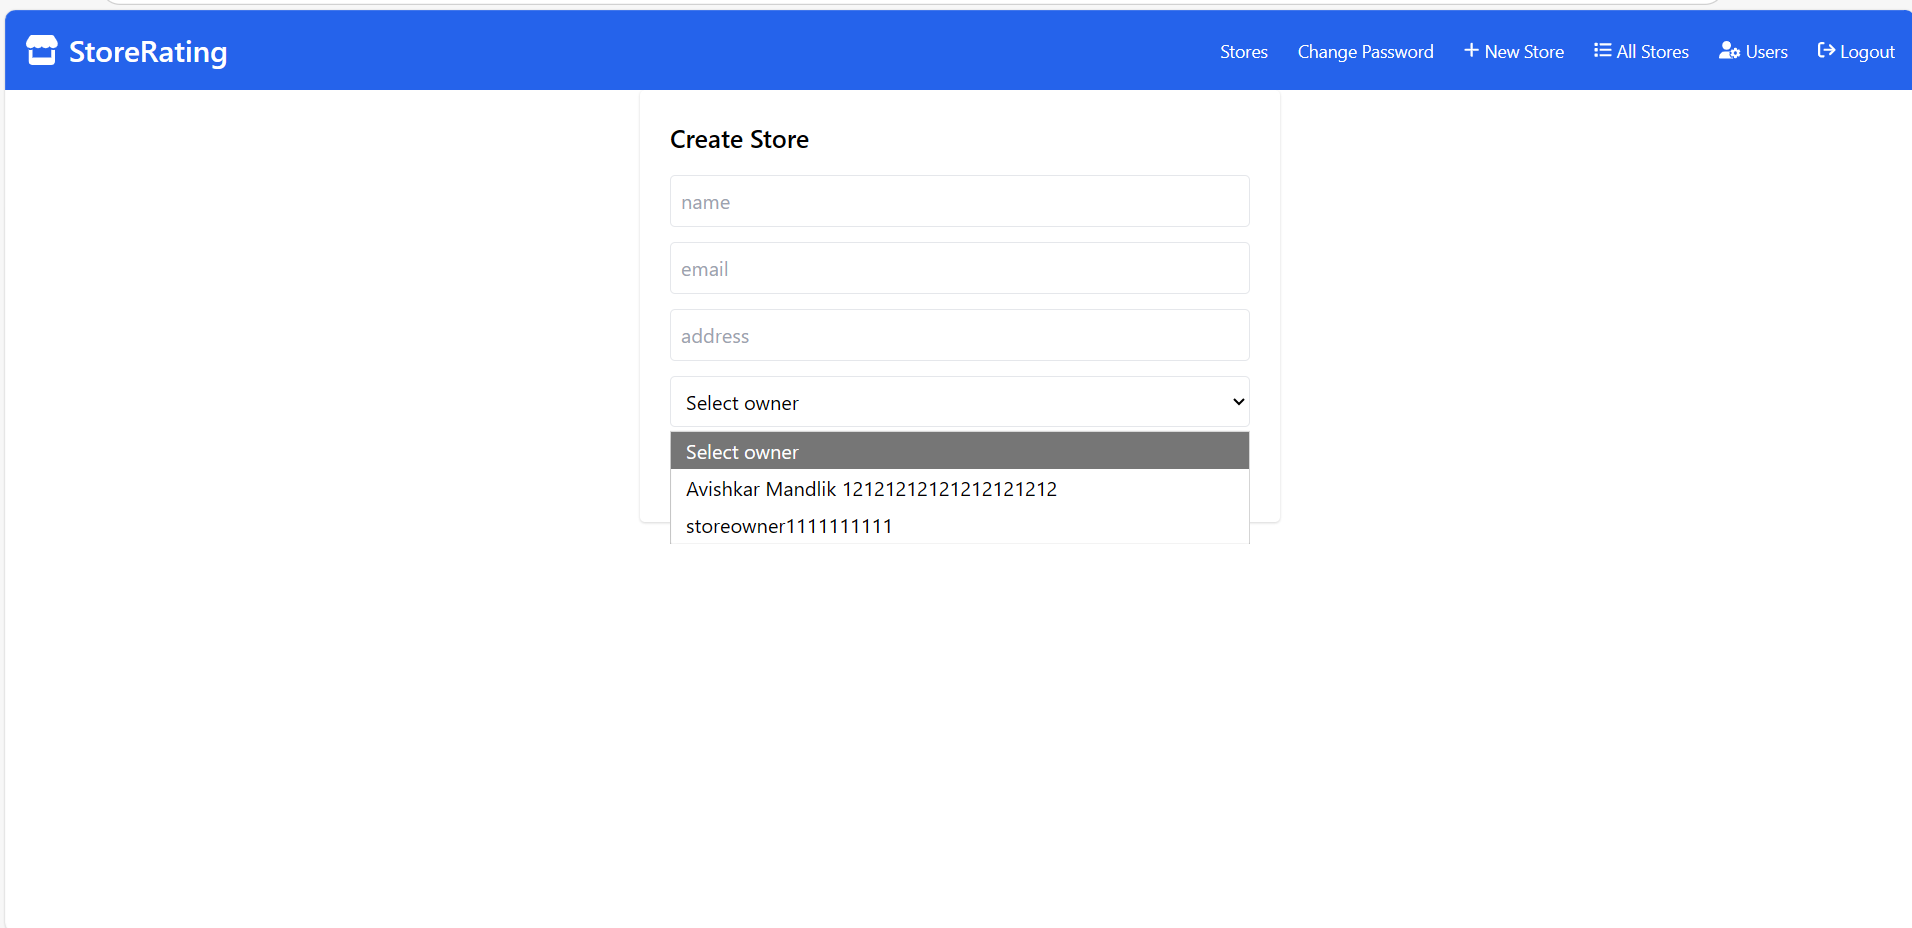 StoreRating
Stores Change Password New Store All Stores Users Logout
Create Store
name
email
address
Select owner
Select owner
Avishkar Mandlik 12121212121212121212
storeowner1111111111